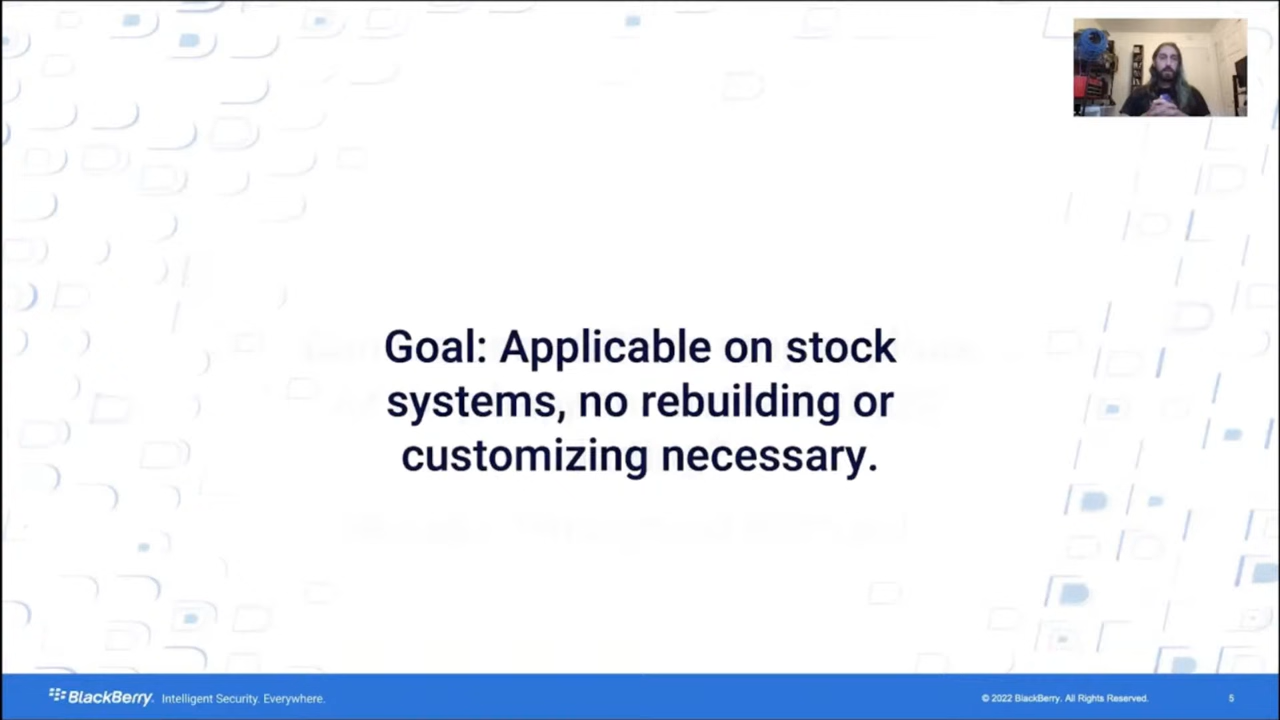 Goal: Applicable on stock
systems, no rebuilding or
customizing necessary.
BlackBerry. Intelligent Security. Everywhere.
© 2022 BlackBerry. All Rights Reserved.
5